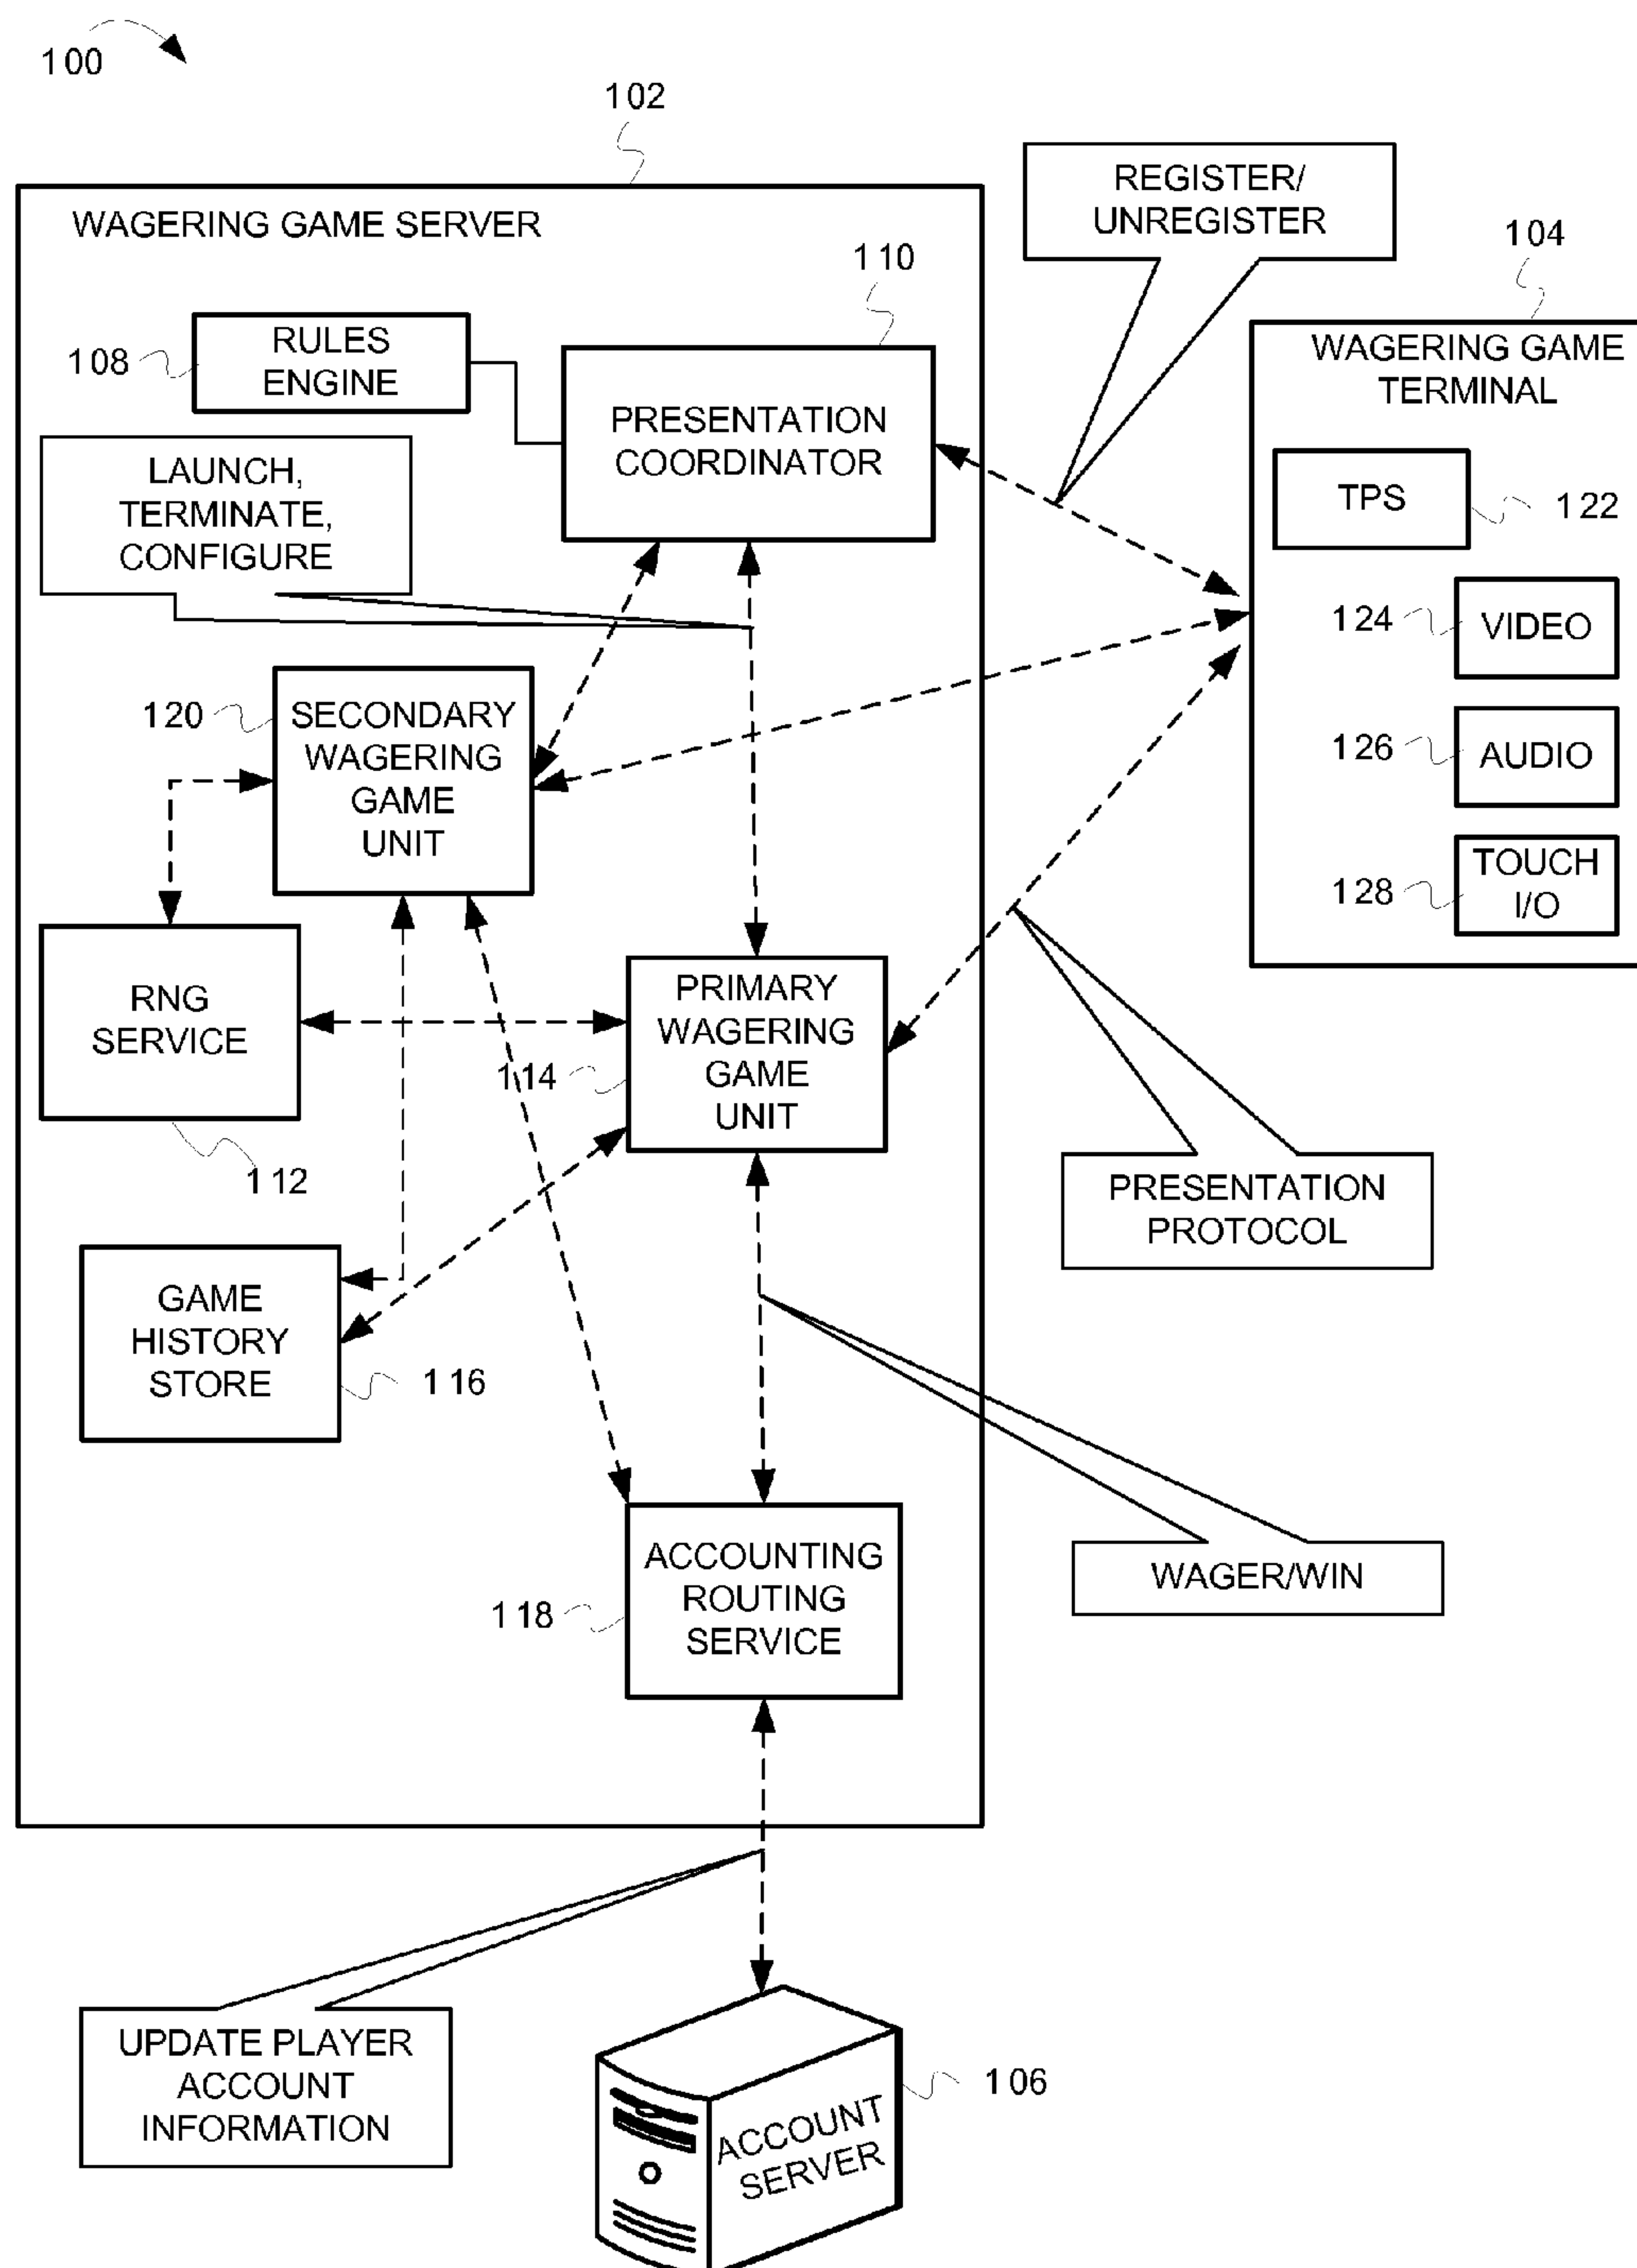 100
102
WAGERING GAME SERVER
REGISTER/
UNREGISTER
104
WAGERING GAME
TERMINAL
110
108
RULES
ENGINE
PRESENTATION
COORDINATOR
LAUNCH,
TERMINATE,
CONFIGURE
TPS
122
124
VIDEO
126
AUDIO
128
TOUCH
I/O
120
SECONDARY
WAGERING
GAME
UNIT
RNG
SERVICE
112
114
PRIMARY
WAGERING
GAME
UNIT
PRESENTATION
PROTOCOL
GAME
HISTORY
STORE
116
118
ACCOUNTING
ROUTING
SERVICE
WAGER/WIN
UPDATE PLAYER
ACCOUNT
INFORMATION
106
ACCOUNT
SERVER